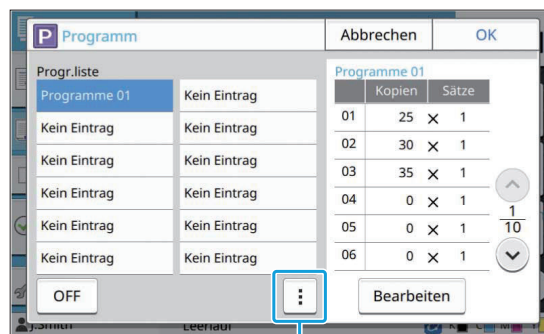 P Programm Abbrechen OK
Progr.liste
Programme 01 Kein Eintrag
Kein Eintrag Kein Eintrag
Kein Eintrag Kein Eintrag
Kein Eintrag Kein Eintrag
Kein Eintrag Kein Eintrag
Kein Eintrag Kein Eintrag
OFF
Programme 01
Kopien Sätze
01 25 × 1
02 30 × 1
03 35 × 1
04 0 × 1
05 0 × 1
06 0 × 1
1
10
Bearbeiten
J.Smith Leerlauf K C M Y